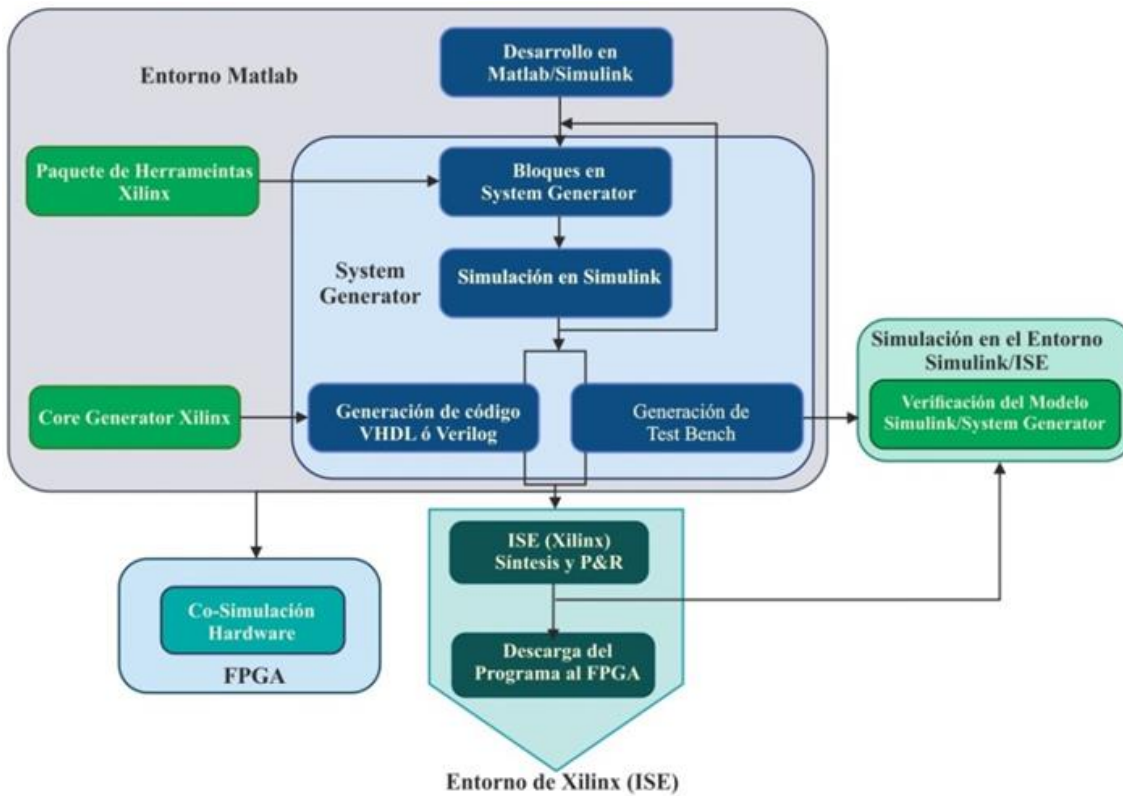 Desarrollo en
Matlab/Simulink
Entorno Matlab
Paquete de Herrameintas
Xilinx
Bloques en
System Generator
System
Generator
Simulación en Simulink
Simulación en el Entorno
Simulink/ISE
Core Generator Xilinx
Generación de código
VHDL ó Verilog
Generación de
Test Bench
Verificación del Modelo
Simulink/System Generator
ISE (Xilinx)
Síntesis y P&R
Co-Simulación
Hardware
FPGA
Descarga del
Programa al FPGA
Entorno de Xilinx (ISE)